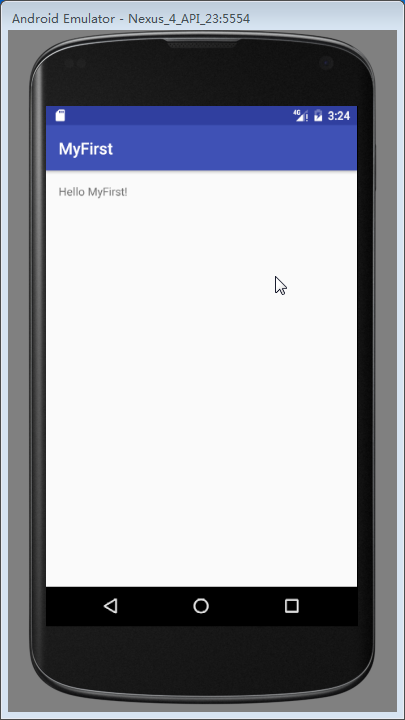 Android Emulator - Nexus_4_API_23:5554
4G 3:24
MyFirst
Hello MyFirst!